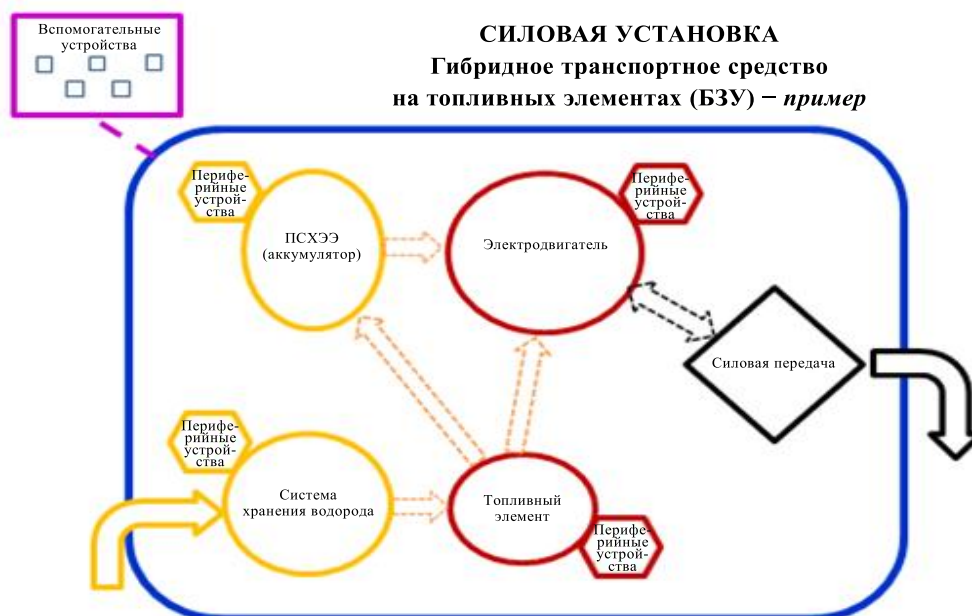 Вспомогательные
устройства
СИЛОВАЯ УСТАНОВКА
Гибридное транспортное средство
на топливных элементах (БЗУ) – пример
Перифе-
рийные
устрой-
ства
ПСХЭЭ
(аккумулятор)
Электродвигатель
Перифе-
рийные
устрой-
ства
Силовая передача
Перифе-
рийные
устрой-
ства
Система
хранения водорода
Топливный
элемент
Перифе-
рийные
устрой-
ства